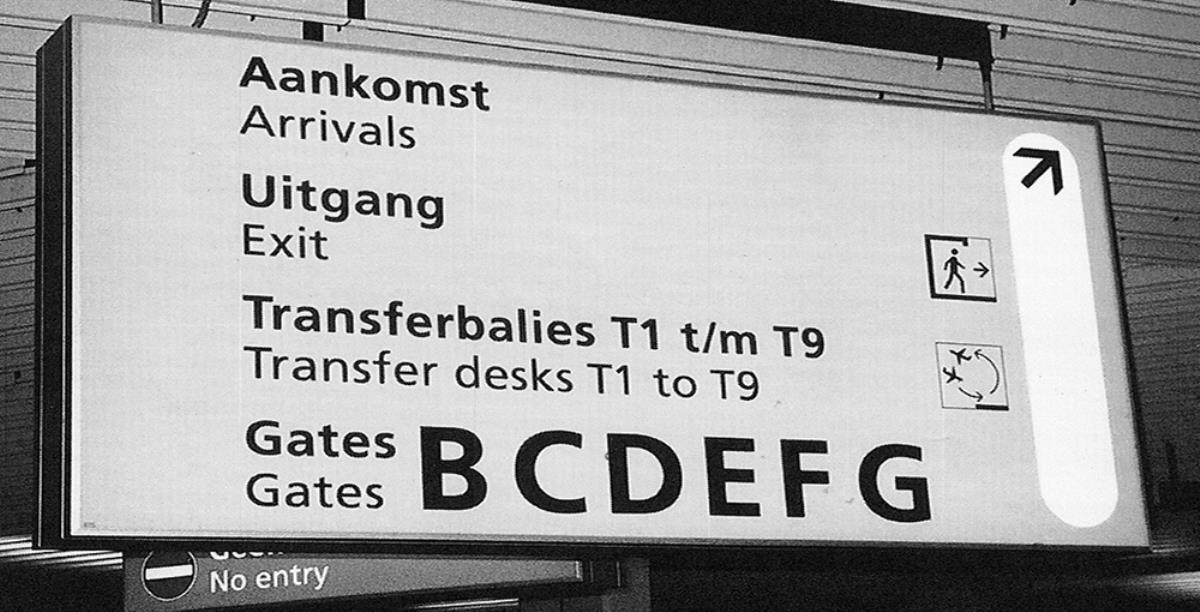 Aankomst
Arrivals
Uitgang
Exit
Transferbalies T1 t/m T9
Transfer desks T1 to T9
Gates
Gates
B C D E F G
No entry